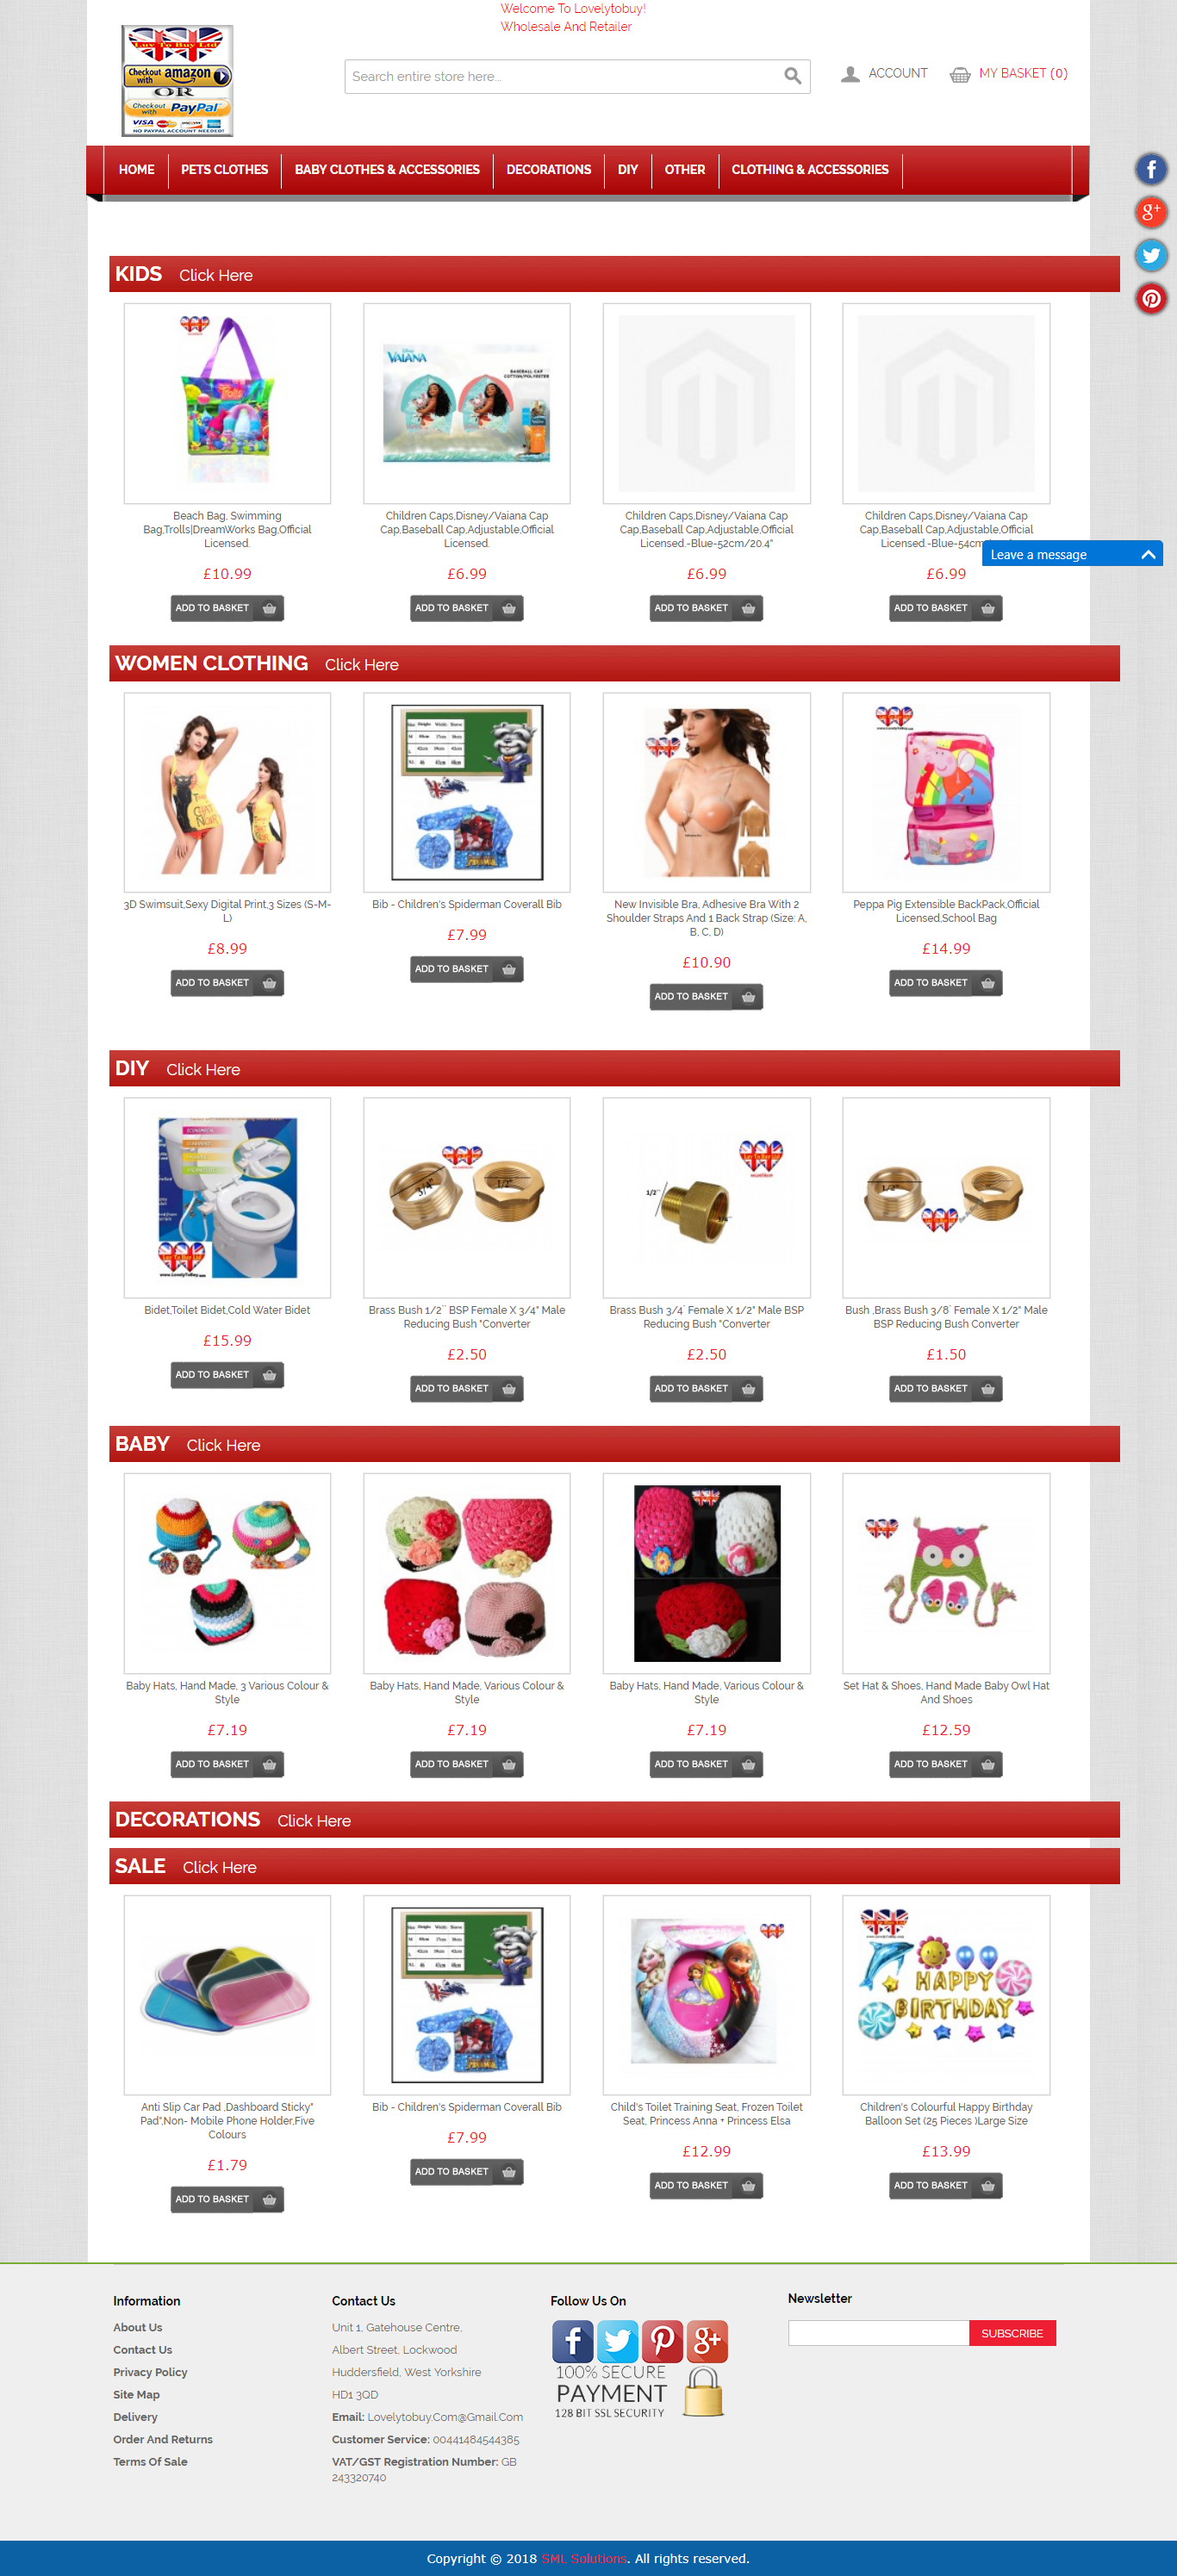 Welcome To Lovelytobuy!
Wholesale And Retailer
Luv To Buy Ltd
Checkout with amazon
OR
Checkout with PayPal
VISA
NO PAYPAL ACCOUNT NEEDED!
Search entire store here...
ACCOUNT
MY BASKET (0)
HOME
PETS CLOTHES
BABY CLOTHES & ACCESSORIES
DECORATIONS
DIY
OTHER
CLOTHING & ACCESSORIES
KIDS Click Here
Trolls
VAIANA
BASEBALL CAP
COTTON/POLYESTER
Beach Bag, Swimming
Bag,Trolls|DreamWorks Bag,Official
Licensed.
£10.99
ADD TO BASKET
Children Caps,Disney/Vaiana Cap
Cap,Baseball Cap,Adjustable,Official
Licensed.
£6.99
ADD TO BASKET
Children Caps,Disney/Vaiana Cap
Cap,Baseball Cap,Adjustable,Official
Licensed.-Blue-52cm/20.4"
£6.99
ADD TO BASKET
Children Caps,Disney/Vaiana Cap
Cap,Baseball Cap,Adjustable,Official
Licensed.-Blue-54cm
£6.99
ADD TO BASKET
Leave a message
WOMEN CLOTHING Click Here
CHAT
NOIR
3D Swimsuit,Sexy Digital Print,3 Sizes (S-M-
L)
£8.99
ADD TO BASKET
Bib - Children's Spiderman Coverall Bib
£7.99
ADD TO BASKET
New Invisible Bra, Adhesive Bra With 2
Shoulder Straps And 1 Back Strap (Size: A,
B, C, D)
£10.90
ADD TO BASKET
Peppa Pig Extensible BackPack,Official
Licensed,School Bag
£14.99
ADD TO BASKET
DIY Click Here
ECONOMICAL
www.LovelyToBuy.com
3/4"
1/2"
1/2"
1/2"
Bidet,Toilet Bidet,Cold Water Bidet
£15.99
ADD TO BASKET
Brass Bush 1/2`` BSP Female X 3/4" Male
Reducing Bush "Converter
£2.50
ADD TO BASKET
Brass Bush 3/4` Female X 1/2" Male BSP
Reducing Bush "Converter
£2.50
ADD TO BASKET
Bush ,Brass Bush 3/8` Female X 1/2" Male
BSP Reducing Bush Converter
£1.50
ADD TO BASKET
BABY Click Here
Baby Hats, Hand Made, 3 Various Colour &
Style
£7.19
ADD TO BASKET
Baby Hats, Hand Made, Various Colour &
Style
£7.19
ADD TO BASKET
Baby Hats, Hand Made, Various Colour &
Style
£7.19
ADD TO BASKET
Set Hat & Shoes, Hand Made Baby Owl Hat
And Shoes
£12.59
ADD TO BASKET
DECORATIONS Click Here
SALE Click Here
HAPPY
BIRTHDAY
Anti Slip Car Pad ,Dashboard Sticky"
Pad",Non- Mobile Phone Holder,Five
Colours
£1.79
ADD TO BASKET
Bib - Children's Spiderman Coverall Bib
£7.99
ADD TO BASKET
Child's Toilet Training Seat, Frozen Toilet
Seat, Princess Anna + Princess Elsa
£12.99
ADD TO BASKET
Children's Colourful Happy Birthday
Balloon Set (25 Pieces )Large Size
£13.99
ADD TO BASKET
Information
About Us
Contact Us
Privacy Policy
Site Map
Delivery
Order And Returns
Terms Of Sale
Contact Us
Unit 1, Gatehouse Centre,
Albert Street, Lockwood
Huddersfield, West Yorkshire
HD1 3QD
Email: Lovelytobuy.Com@Gmail.Com
Customer Service: 00441484544385
VAT/GST Registration Number: GB
243320740
Follow Us On
100% SECURE
PAYMENT
128 BIT SSL SECURITY
Newsletter
SUBSCRIBE
Copyright © 2018 SML Solutions. All rights reserved.